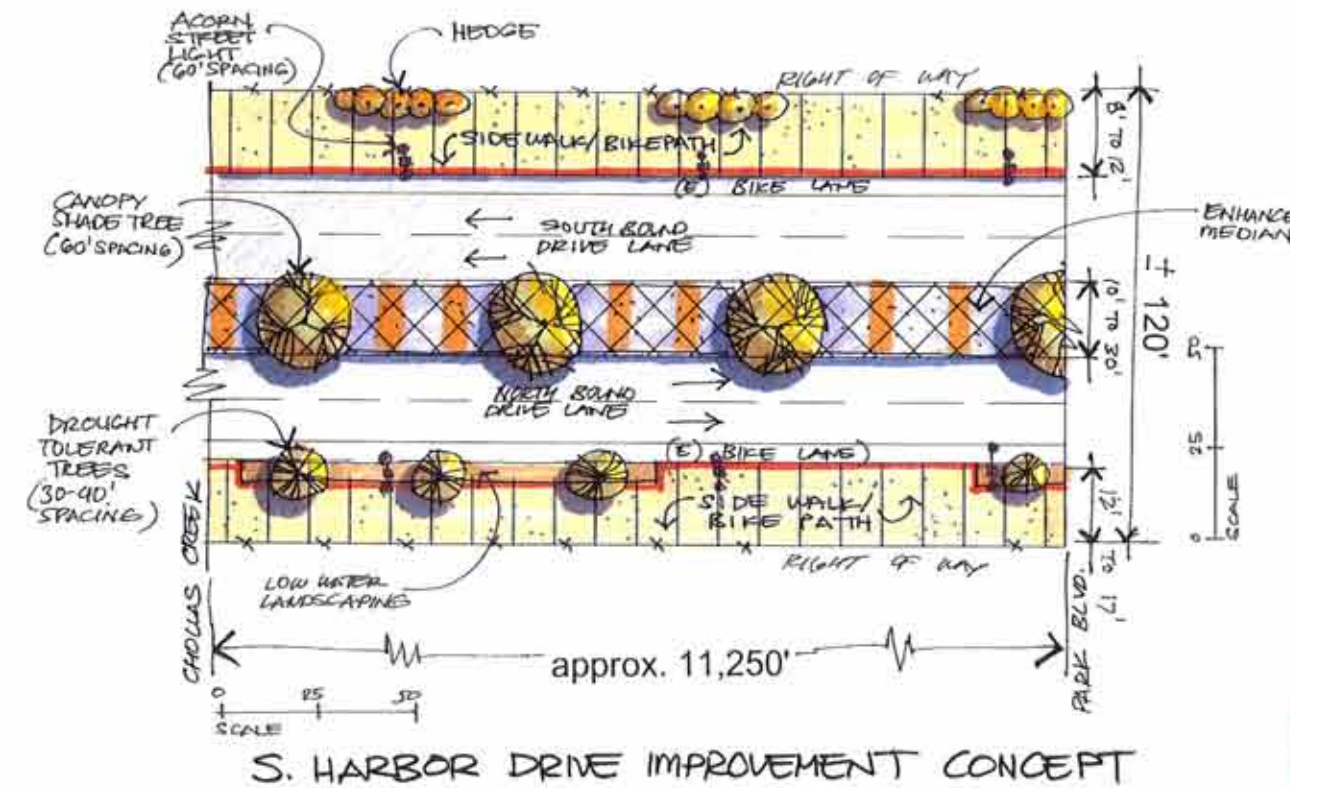 ACORN
STREET
LIGHT
(60' SPACING)
HEDGE
RIGHT OF WAY
SIDEWALK/BIKEPATH
8' TO 12'
(E) BIKE LANE
CANOPY
SHADE TREE
(60' SPACING)
SOUTH BOUND
DRIVE LANE
ENHANCE
MEDIAN
10' TO 30'
± 120'
NORTH BOUND
DRIVE LANE
DROUGHT
TOLERANT
TREES
(30-40'
SPACING)
(E) BIKE LANE)
SIDE WALK/
BIKE PATH
12' TO 17'
0 25 50
SCALE
RIGHT OF WAY
LOW WATER
LANDSCAPING
CHOLLAS CREEK
PARK BLVD.
approx. 11,250'
0 25 50
SCALE
S. HARBOR DRIVE IMPROVEMENT CONCEPT